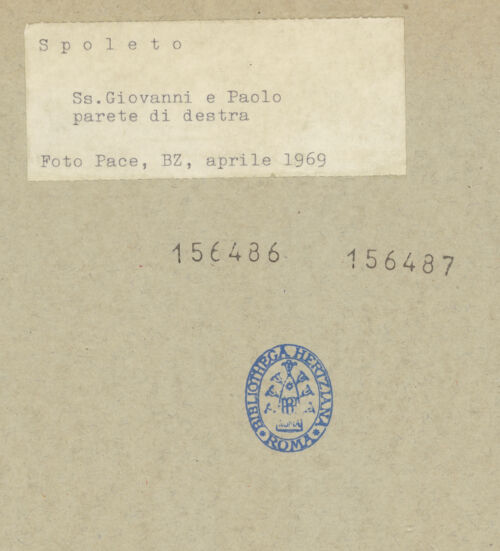 S p o l e t o
Ss.Giovanni e Paolo
parete di destra
Foto Pace, BZ, aprile 1969
156486 156487
BIBLIOTHECA HERTZIANA
ROMA